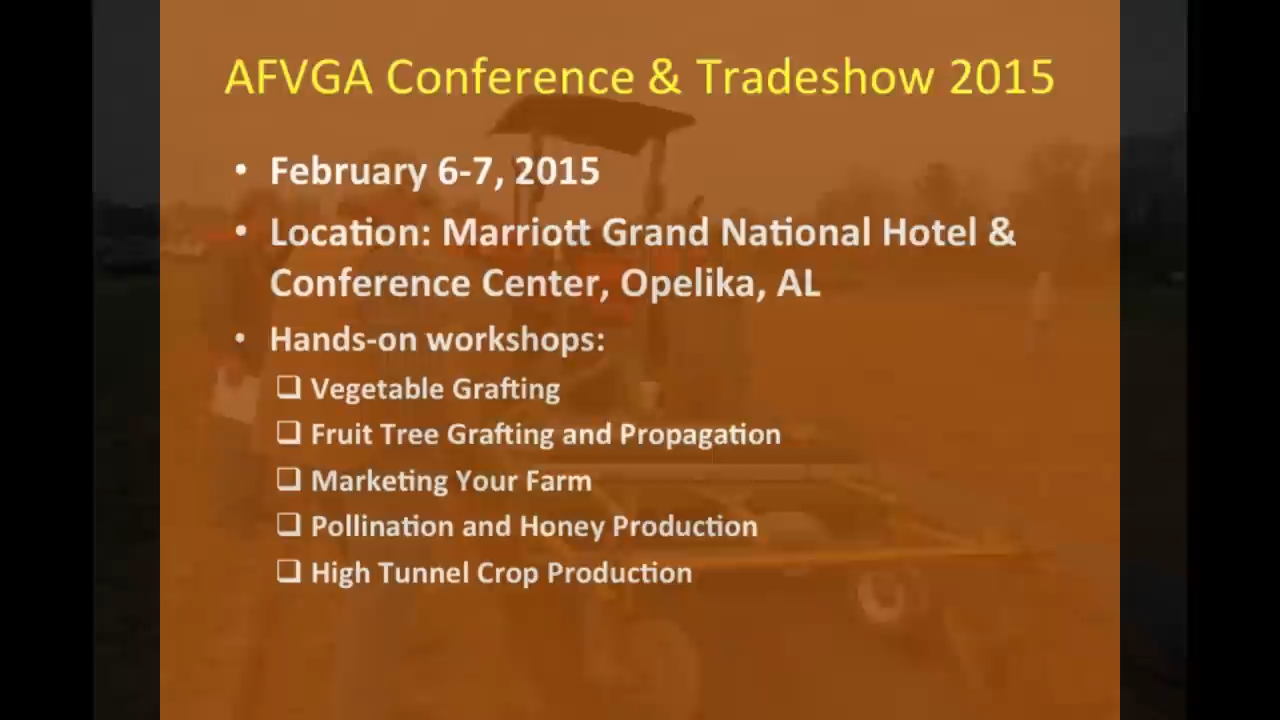 AFVGA Conference & Tradeshow 2015
• February 6-7, 2015
• Location: Marriott Grand National Hotel &
Conference Center, Opelika, AL
• Hands-on workshops:
❑ Vegetable Grafting
❑ Fruit Tree Grafting and Propagation
❑ Marketing Your Farm
❑ Pollination and Honey Production
❑ High Tunnel Crop Production